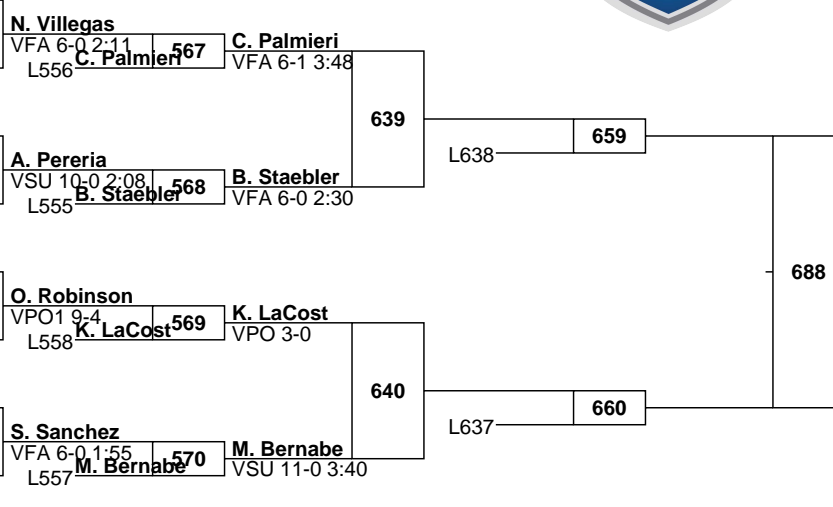 N. Villegas
VFA 6-0 2:11
L556
C. Palmieri
567
C. Palmieri
VFA 6-1 3:48
639
659
L638
A. Pereria
VSU 10-0 2:08
L555
B. Staebler
568
B. Staebler
VFA 6-0 2:30
688
O. Robinson
VPO1 9-4
L558
K. LaCost
569
K. LaCost
VPO 3-0
640
660
L637
S. Sanchez
VFA 6-0 1:55
L557
M. Bernabe
570
M. Bernabe
VSU 11-0 3:40